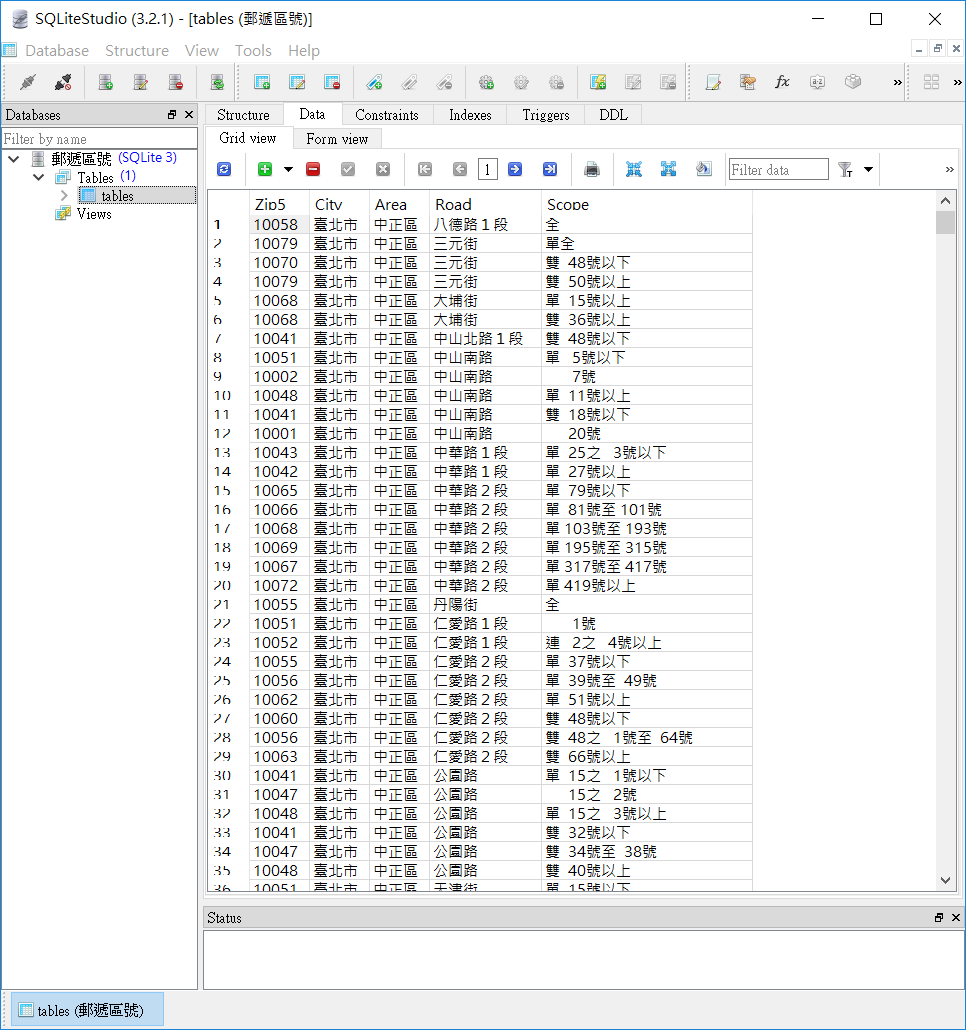 SQLiteStudio (3.2.1) - [tables (郵遞區號)]
Database Structure View Tools Help
Databases
Filter by name
郵遞區號 (SQLite 3)
Tables (1)
tables
Views
Structure Data Constraints Indexes Triggers DDL
Grid view Form view
1 Filter data
Zip5 City Area Road Scope
1 10058 臺北市 中正區 八德路１段 全
2 10079 臺北市 中正區 三元街 單全
3 10070 臺北市 中正區 三元街 雙 48號以下
4 10079 臺北市 中正區 三元街 雙 50號以上
5 10068 臺北市 中正區 大埔街 單 15號以上
6 10068 臺北市 中正區 大埔街 雙 36號以上
7 10041 臺北市 中正區 中山北路１段 雙 48號以下
8 10051 臺北市 中正區 中山南路 單 5號以下
9 10002 臺北市 中正區 中山南路 7號
10 10048 臺北市 中正區 中山南路 單 11號以上
11 10041 臺北市 中正區 中山南路 雙 18號以下
12 10001 臺北市 中正區 中山南路 20號
13 10043 臺北市 中正區 中華路１段 單 25之 3號以下
14 10042 臺北市 中正區 中華路１段 單 27號以上
15 10065 臺北市 中正區 中華路２段 單 79號以下
16 10066 臺北市 中正區 中華路２段 單 81號至 101號
17 10068 臺北市 中正區 中華路２段 單 103號至 193號
18 10069 臺北市 中正區 中華路２段 單 195號至 315號
19 10067 臺北市 中正區 中華路２段 單 317號至 417號
20 10072 臺北市 中正區 中華路２段 單 419號以上
21 10055 臺北市 中正區 丹陽街 全
22 10051 臺北市 中正區 仁愛路１段 1號
23 10052 臺北市 中正區 仁愛路１段 連 2之 4號以上
24 10055 臺北市 中正區 仁愛路２段 單 37號以下
25 10056 臺北市 中正區 仁愛路２段 單 39號至 49號
26 10062 臺北市 中正區 仁愛路２段 單 51號以上
27 10060 臺北市 中正區 仁愛路２段 雙 48號以下
28 10056 臺北市 中正區 仁愛路２段 雙 48之 1號至 64號
29 10063 臺北市 中正區 仁愛路２段 雙 66號以上
30 10041 臺北市 中正區 公園路 單 15之 1號以下
31 10047 臺北市 中正區 公園路 15之 2號
32 10048 臺北市 中正區 公園路 單 15之 3號以上
33 10041 臺北市 中正區 公園路 雙 32號以下
34 10047 臺北市 中正區 公園路 雙 34號至 38號
35 10048 臺北市 中正區 公園路 雙 40號以上
36 10051 臺北市 中正區 天津街 單 15號以下
Status
tables (郵遞區號)